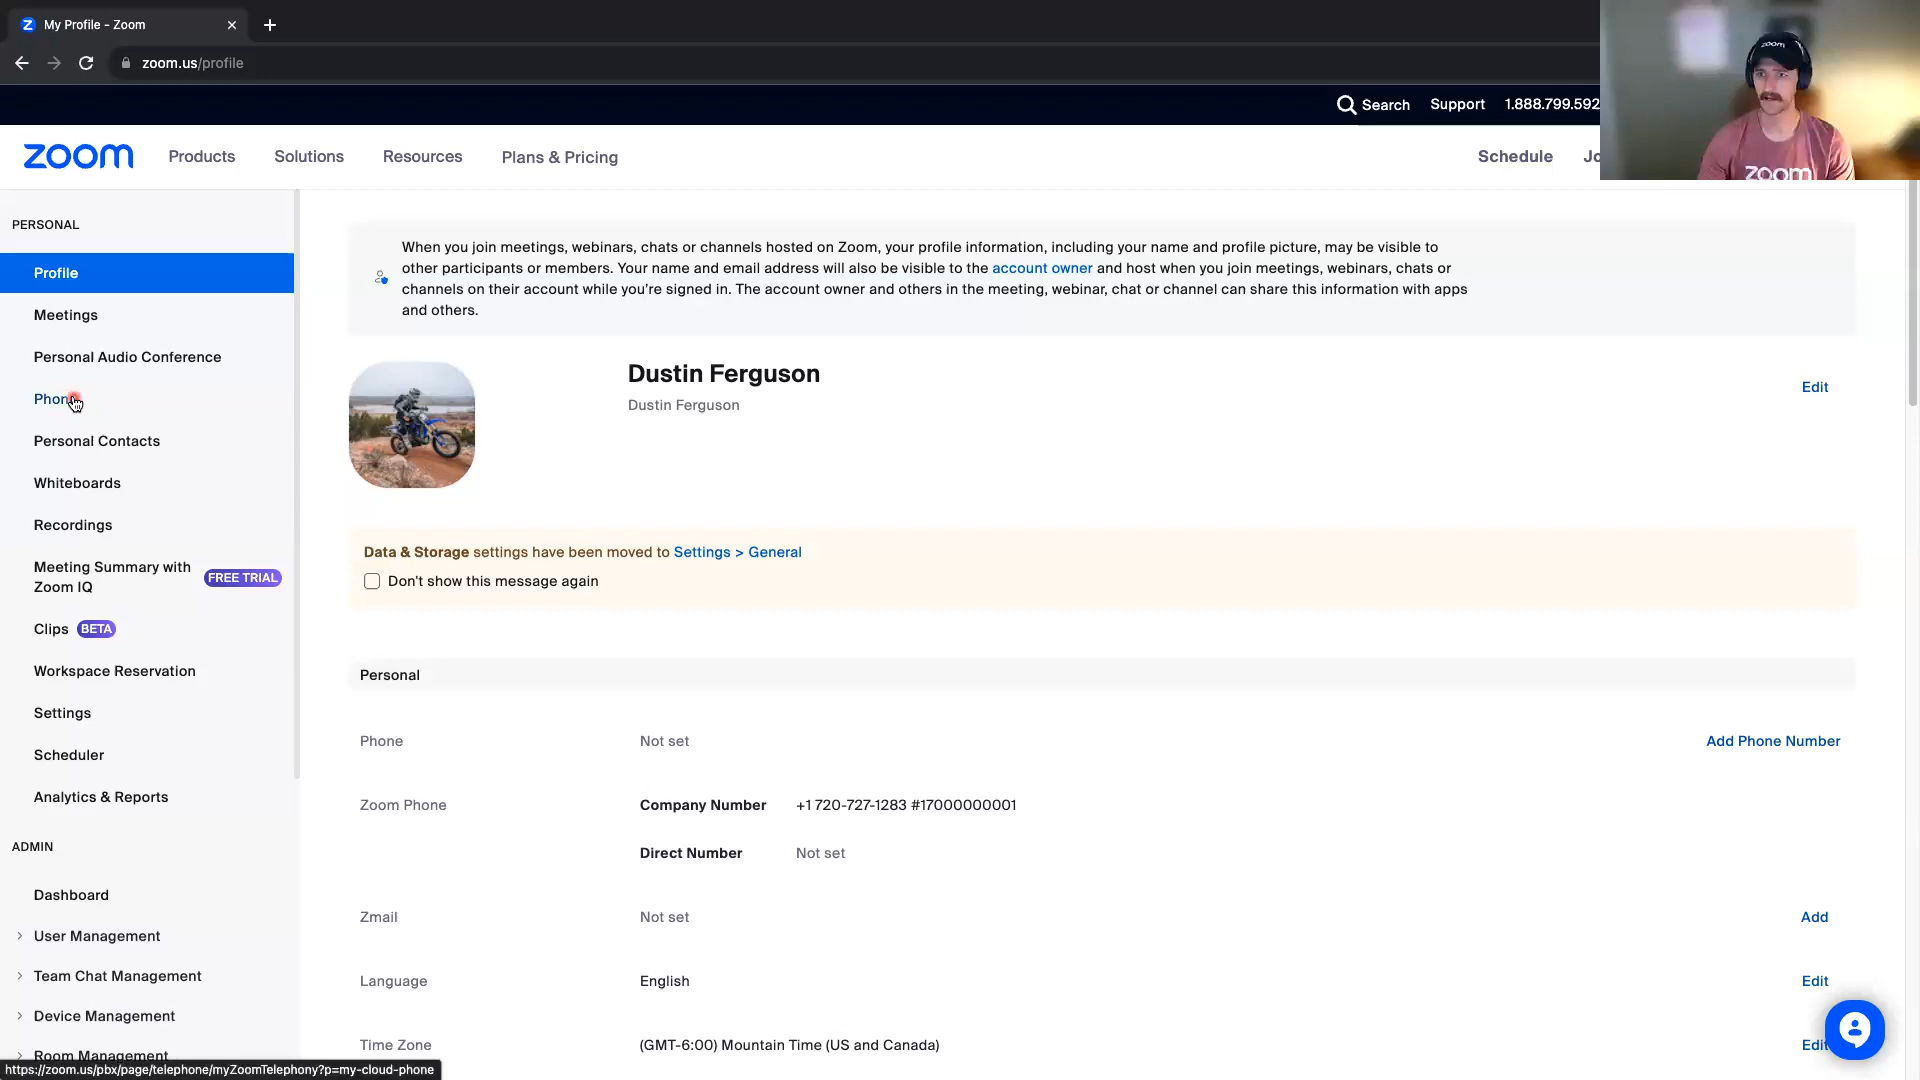 My Profile - Zoom
zoom.us/profile
Search
Support
1.888.799.592
zoom
Products
Solutions
Resources
Plans & Pricing
Schedule
zoom
zoom
PERSONAL
Profile
Meetings
Personal Audio Conference
Phon
Personal Contacts
Whiteboards
Recordings
Meeting Summary with
Zoom IQ
FREE TRIAL
Clips BETA
Workspace Reservation
Settings
Scheduler
Analytics & Reports
ADMIN
Dashboard
User Management
Team Chat Management
Device Management
Room Management
https://zoom.us/pbx/page/telephone/myZoomTelephony?p=my-cloud-phone
When you join meetings, webinars, chats or channels hosted on Zoom, your profile information, including your name and profile picture, may be visible to
other participants or members. Your name and email address will also be visible to the account owner and host when you join meetings, webinars, chats or
channels on their account while you're signed in. The account owner and others in the meeting, webinar, chat or channel can share this information with apps
and others.
Dustin Ferguson
Dustin Ferguson
Edit
Data & Storage settings have been moved to Settings > General
Don't show this message again
Personal
Phone Not set Add Phone Number
Zoom Phone Company Number +1 720-727-1283 #17000000001
Direct Number Not set
Zmail Not set Add
Language English Edit
Time Zone (GMT-6:00) Mountain Time (US and Canada) Edit